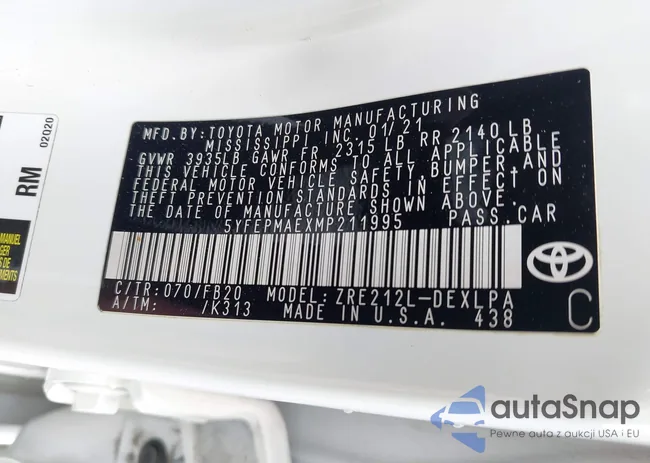 MFD.BY:TOYOTA MOTOR MANUFACTURING
MISSISSIPPI INC. 01/21
GVWR 3935LB GAWR FR 2315 LB RR 2140 LB
THIS VEHICLE CONFORMS TO ALL APPLICABLE
FEDERAL MOTOR VEHICLE SAFETY,BUMPER,AND
THEFT PREVENTION STANDARDS IN EFFECT ON
THE DATE OF MANUFACTURE SHOWN ABOVE.
5YFEPMAEXMP211995 PASS.CAR
C/TR: 070/FB20 MODEL: ZRE212L-DEXLPA
A/TM: /K313 MADE IN U.S.A. 438 C
02020
RM
MANUEL
autaSnap
Pewne auta z aukcji USA i EU